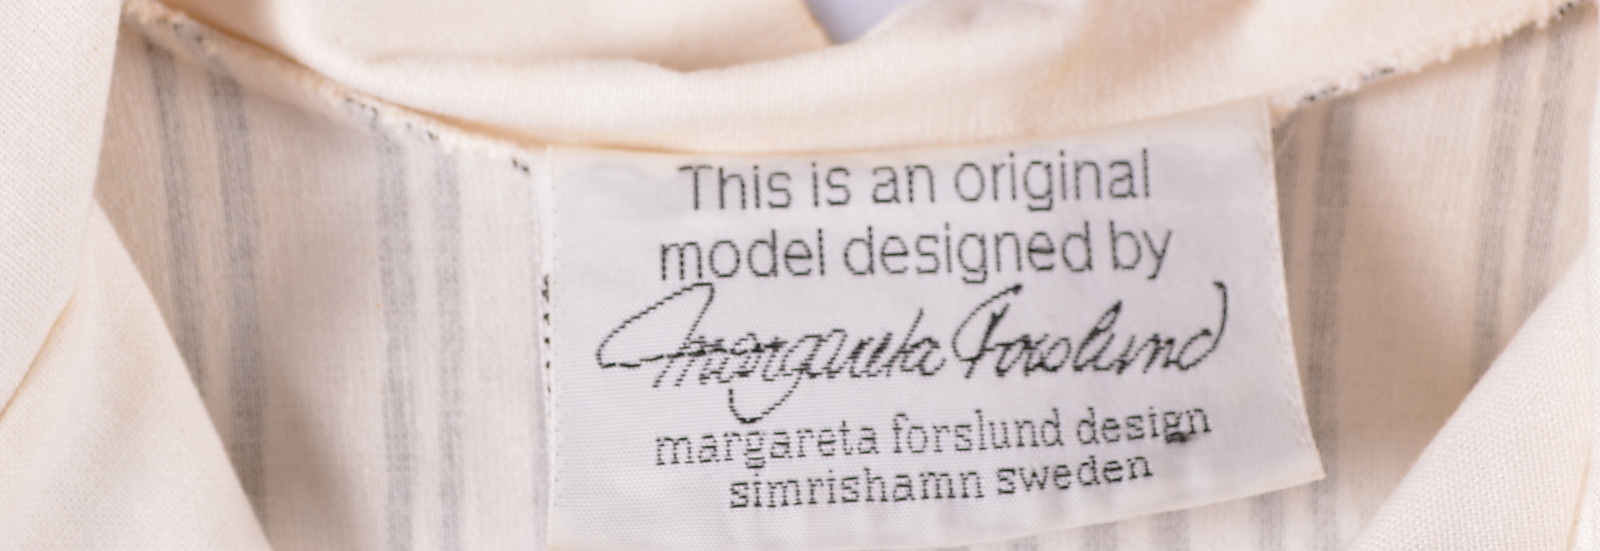 This is an original
model designed by
Margareta Forslund
margareta forslund design
simrishamn sweden